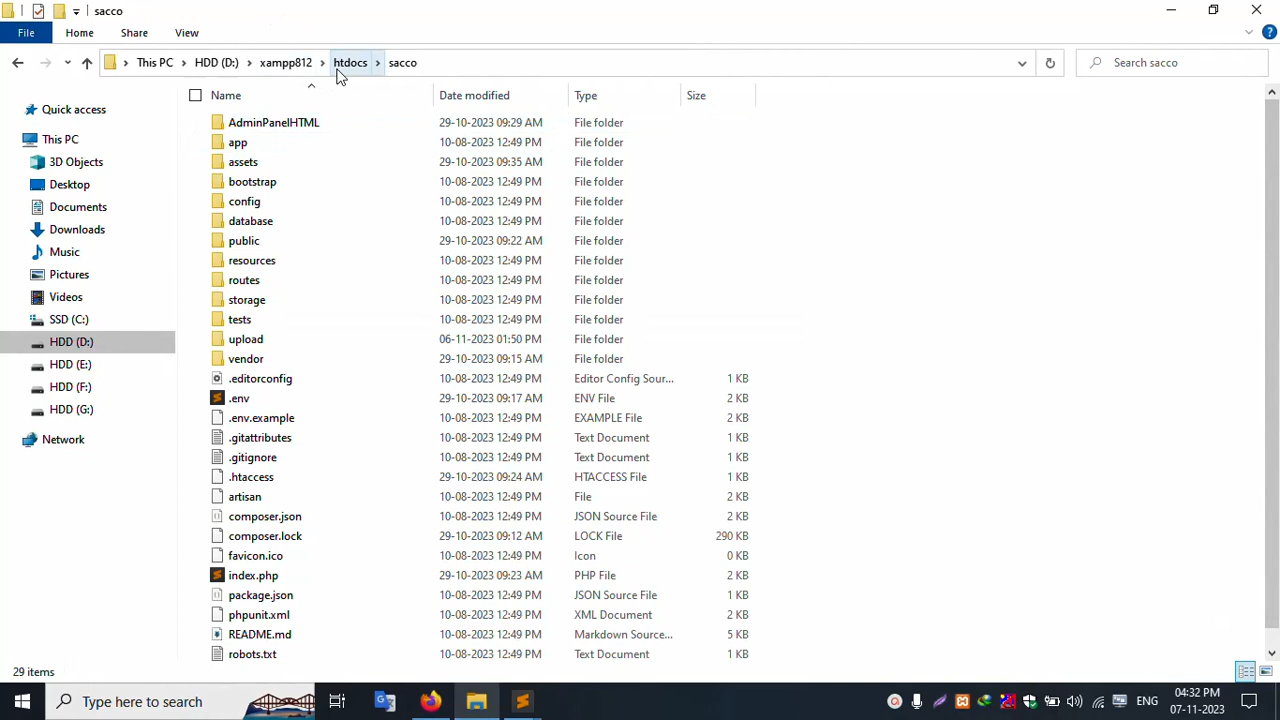 sacco
File Home Share View
This PC HDD (D:) xampp812 htdocs sacco Search sacco
Name Date modified Type Size
Quick access
This PC
3D Objects
Desktop
Documents
Downloads
Music
Pictures
Videos
SSD (C:)
HDD (D:)
HDD (E:)
HDD (F:)
HDD (G:)
Network
AdminPanelHTML 29-10-2023 09:29 AM File folder
app 10-08-2023 12:49 PM File folder
assets 29-10-2023 09:35 AM File folder
bootstrap 10-08-2023 12:49 PM File folder
config 10-08-2023 12:49 PM File folder
database 10-08-2023 12:49 PM File folder
public 29-10-2023 09:22 AM File folder
resources 10-08-2023 12:49 PM File folder
routes 10-08-2023 12:49 PM File folder
storage 10-08-2023 12:49 PM File folder
tests 10-08-2023 12:49 PM File folder
upload 06-11-2023 01:50 PM File folder
vendor 29-10-2023 09:15 AM File folder
.editorconfig 10-08-2023 12:49 PM Editor Config Sour... 1 KB
.env 29-10-2023 09:17 AM ENV File 2 KB
.env.example 10-08-2023 12:49 PM EXAMPLE File 2 KB
.gitattributes 10-08-2023 12:49 PM Text Document 1 KB
.gitignore 10-08-2023 12:49 PM Text Document 1 KB
.htaccess 29-10-2023 09:24 AM HTACCESS File 1 KB
artisan 10-08-2023 12:49 PM File 2 KB
composer.json 10-08-2023 12:49 PM JSON Source File 2 KB
composer.lock 29-10-2023 09:12 AM LOCK File 290 KB
favicon.ico 10-08-2023 12:49 PM Icon 0 KB
index.php 29-10-2023 09:23 AM PHP File 2 KB
package.json 10-08-2023 12:49 PM JSON Source File 1 KB
phpunit.xml 10-08-2023 12:49 PM XML Document 2 KB
README.md 10-08-2023 12:49 PM Markdown Source... 5 KB
robots.txt 10-08-2023 12:49 PM Text Document 1 KB
29 items
Type here to search
ENG
04:32 PM
07-11-2023